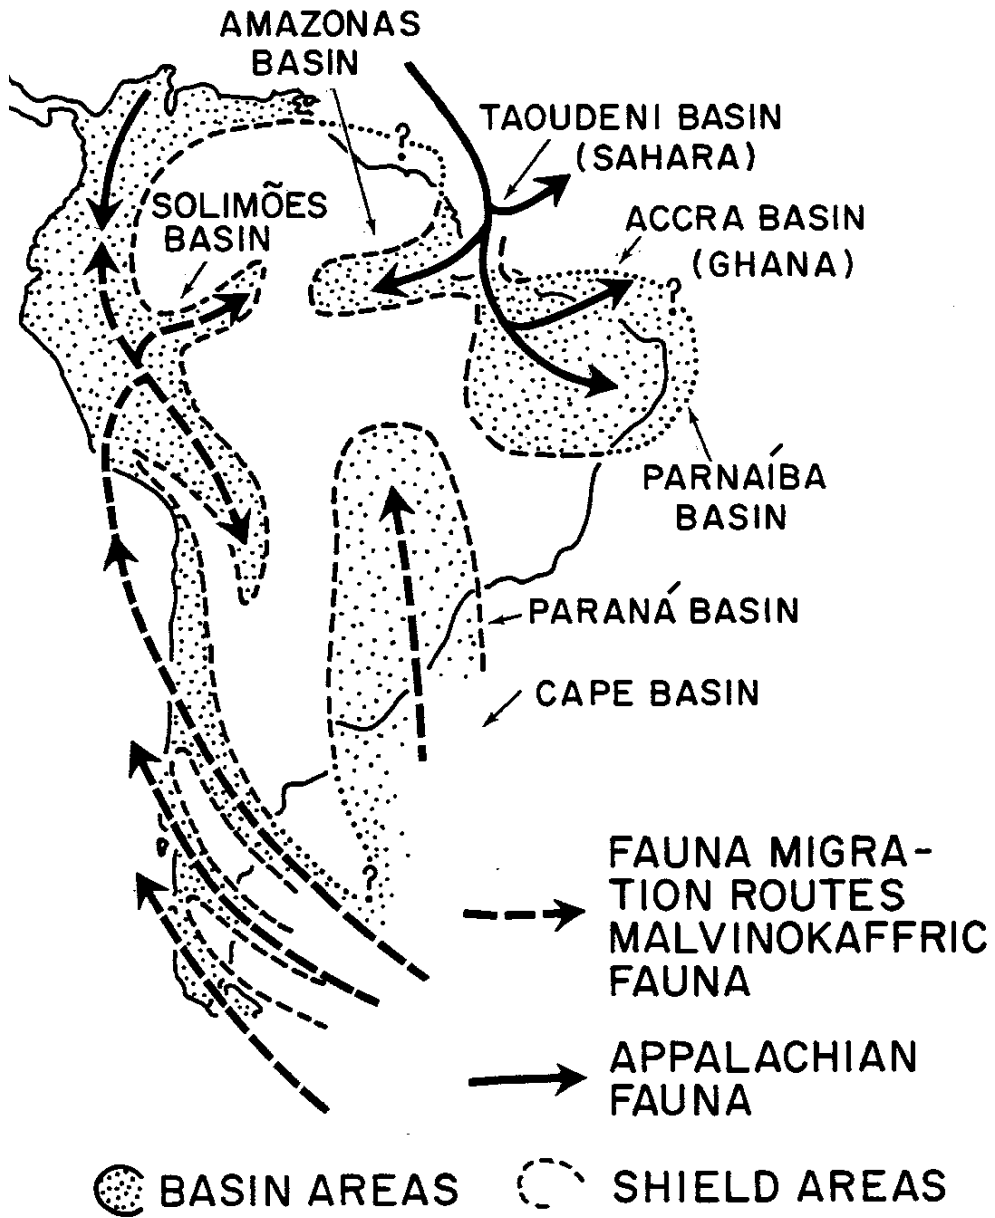 AMAZONAS
BASIN
TAOUDENI BASIN
(SAHARA)
?
SOLIMÕES
BASIN
ACCRA BASIN
(GHANA)
?
PARNAÍBA
BASIN
PARANÁ BASIN
CAPE BASIN
?
FAUNA MIGRA-
TION ROUTES
MALVINOKAFFRIC
FAUNA
APPALACHIAN
FAUNA
BASIN AREAS
SHIELD AREAS